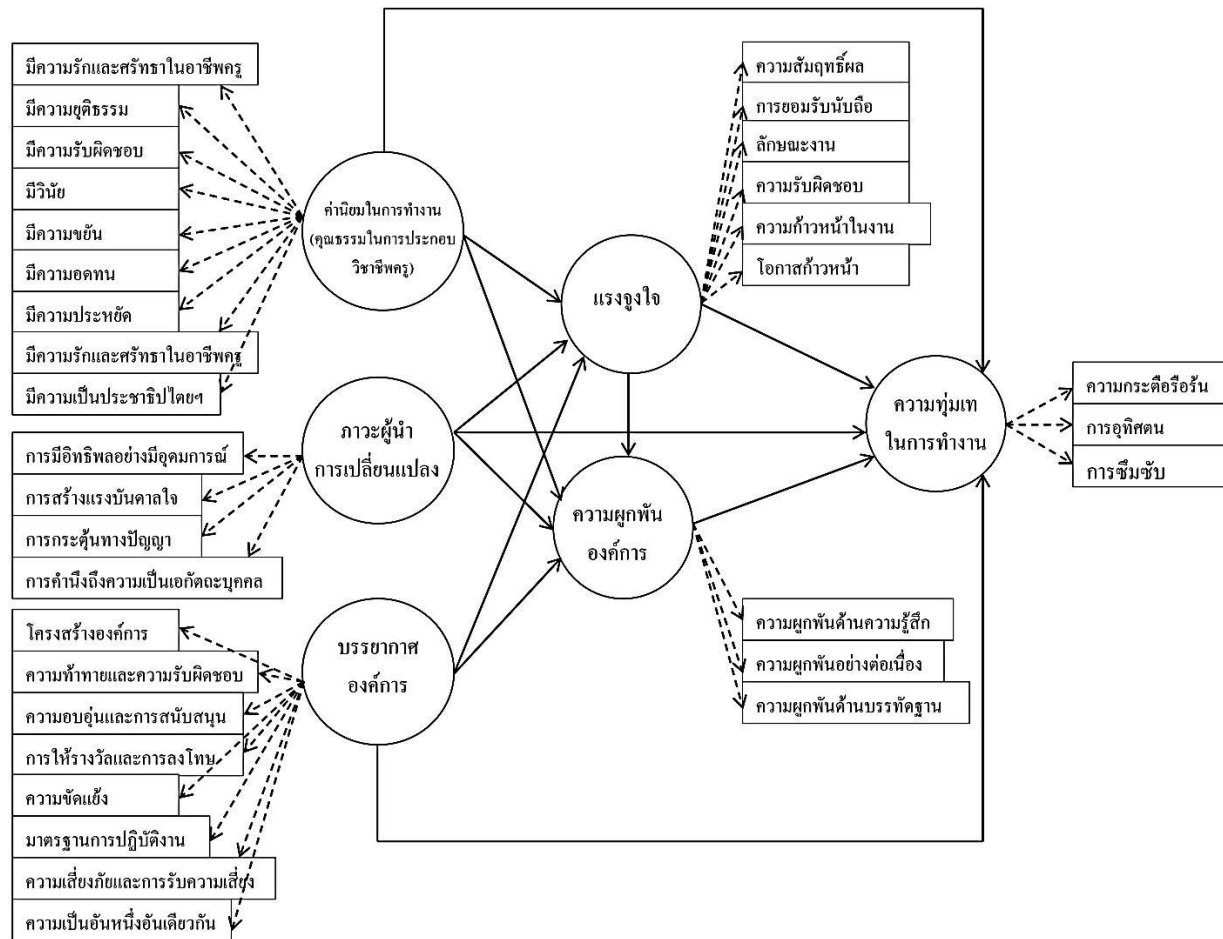 มีความรักและศรัทธาในอาชีพครู
มีความยุติธรรม
มีความรับผิดชอบ
มีวินัย
มีความขยัน
มีความอดทน
มีความประหยัด
มีความรักและศรัทธาในอาชีพครู
มีความเป็นประชาธิปไตยฯ
การมีอิทธิพลอย่างมีอุดมการณ์
การสร้างแรงบันดาลใจ
การกระตุ้นทางปัญญา
การคำนึงถึงความเป็นเอกัตถะบุคคล
โครงสร้างองค์การ
ความท้าทายและความรับผิดชอบ
ความอบอุ่นและการสนับสนุน
การให้รางวัลและการลงโทษ
ความขัดแย้ง
มาตรฐานการปฏิบัติงาน
ความเสี่ยงภัยและการรับความเสี่ยง
ความเป็นอันหนึ่งอันเดียวกัน
ค่านิยมในการทำงาน
(คุณธรรมในการประกอบ
วิชาชีพครู)
ภาวะผู้นำ
การเปลี่ยนแปลง
บรรยากาศ
องค์การ
แรงจูงใจ
ความผูกพัน
องค์การ
ความสัมฤทธิ์ผล
การยอมรับนับถือ
ลักษณะงาน
ความรับผิดชอบ
ความก้าวหน้าในงาน
โอกาสก้าวหน้า
ความผูกพันด้านความรู้สึก
ความผูกพันอย่างต่อเนื่อง
ความผูกพันด้านบรรทัดฐาน
ความทุ่มเท
ในการทำงาน
ความกระตือรือร้น
การอุทิศตน
การซึมซับ